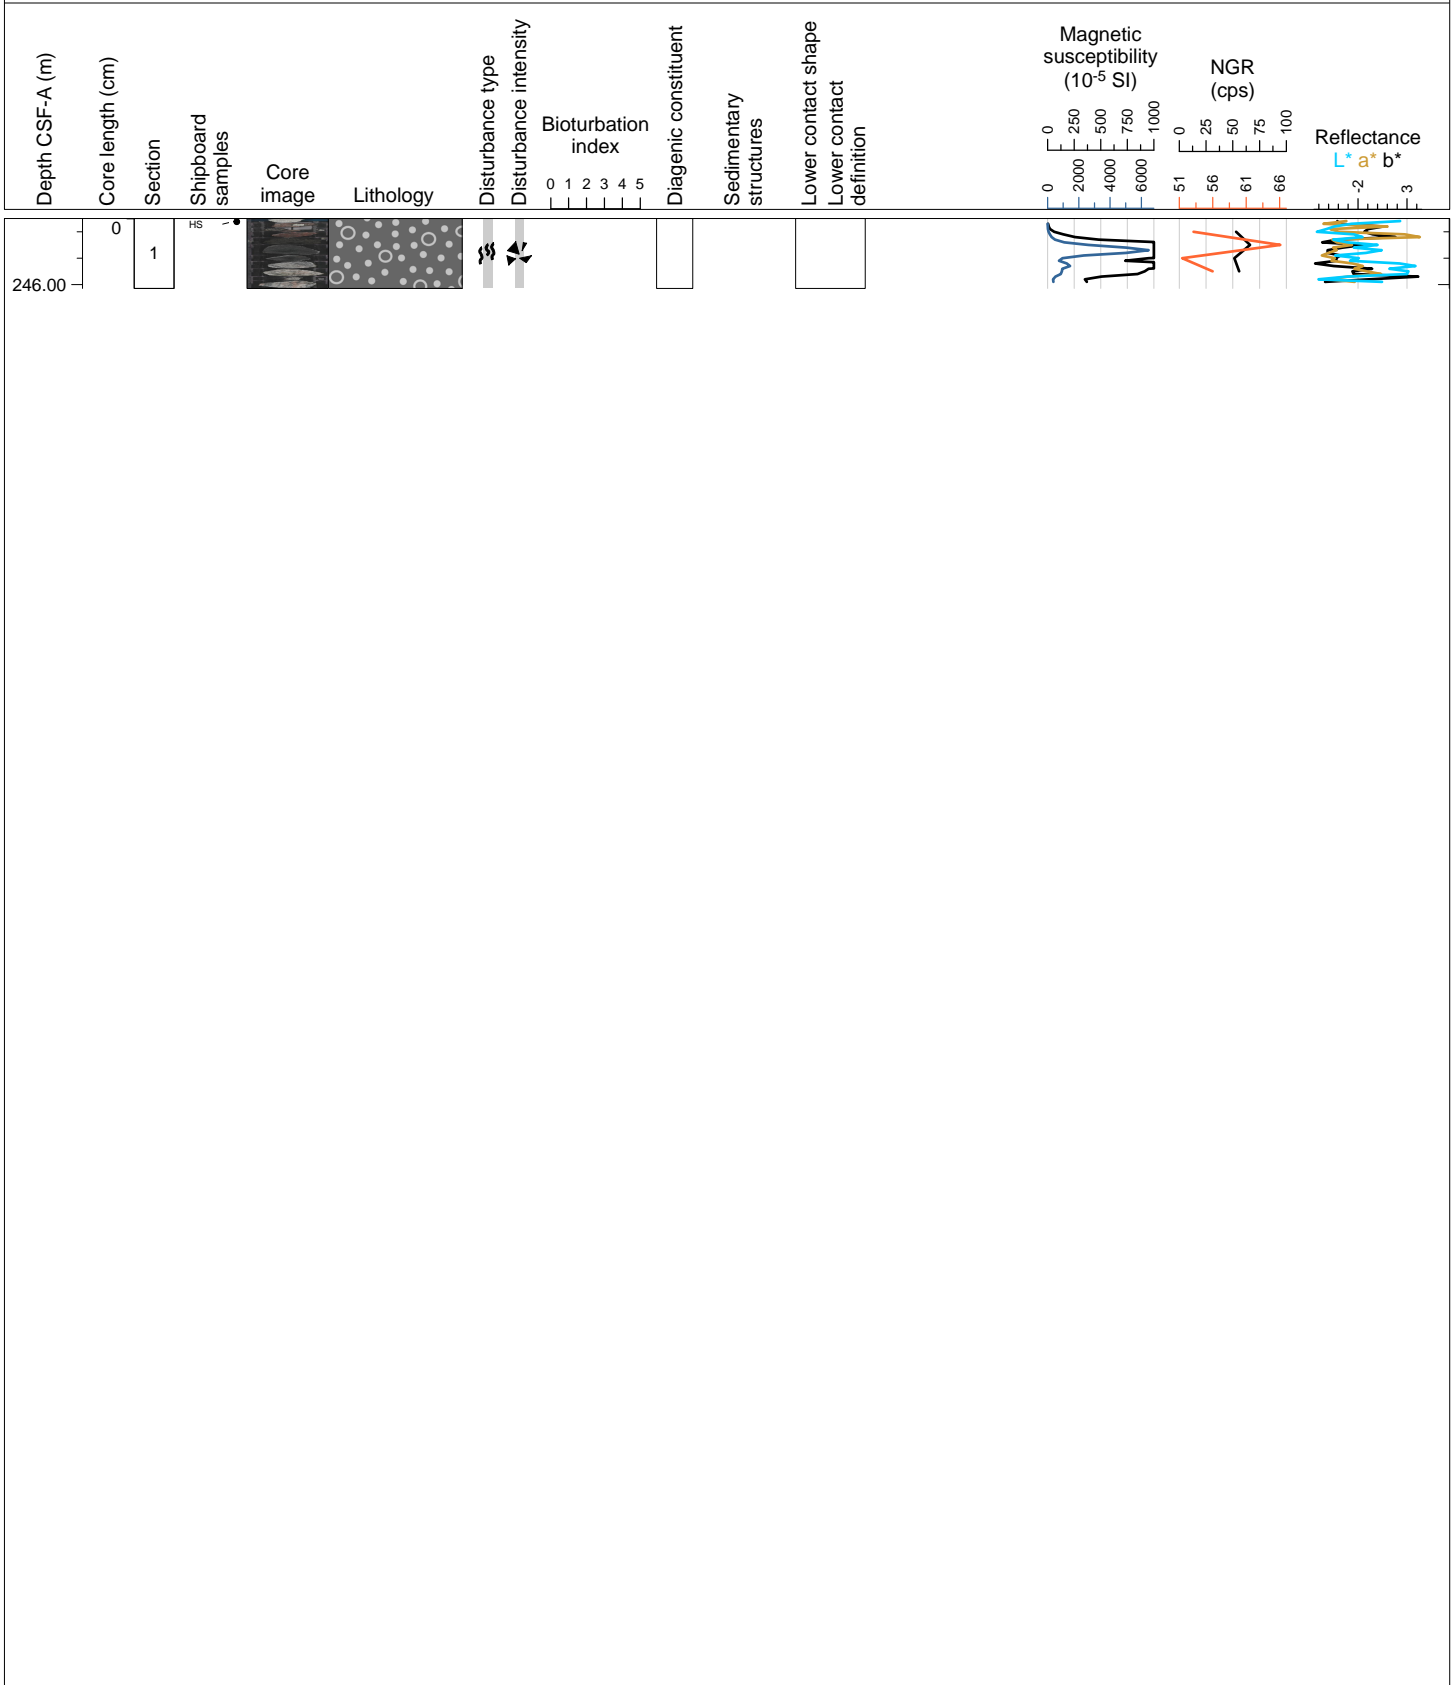 Depth CSF-A (m)
Core length (cm)
Section
Shipboard
samples
Core
image
Lithology
Disturbance type
Disturbance intensity
Bioturbation
index
0 1 2 3 4 5
Diagenic constituent
Sedimentary
structures
Lower contact shape
Lower contact
definition
Magnetic
susceptibility
(10-5 SI)
0 250 500 750 1000
0 2000 4000 6000
NGR
(cps)
0 25 50 75 100
51 56 61 66
Reflectance
L* a* b*
-2 3
0
HS
1
246.00